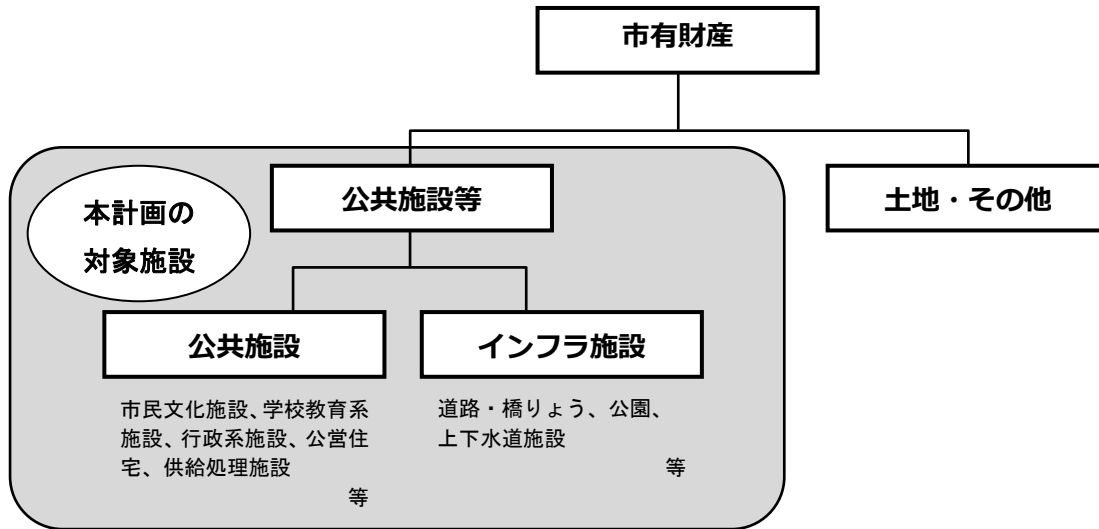 市有財産
公共施設等
土地・その他
本計画の
対象施設
公共施設
インフラ施設
市民文化施設、学校教育系
施設、行政系施設、公営住
宅、供給処理施設
等
道路・橋りょう、公園、
上下水道施設
等